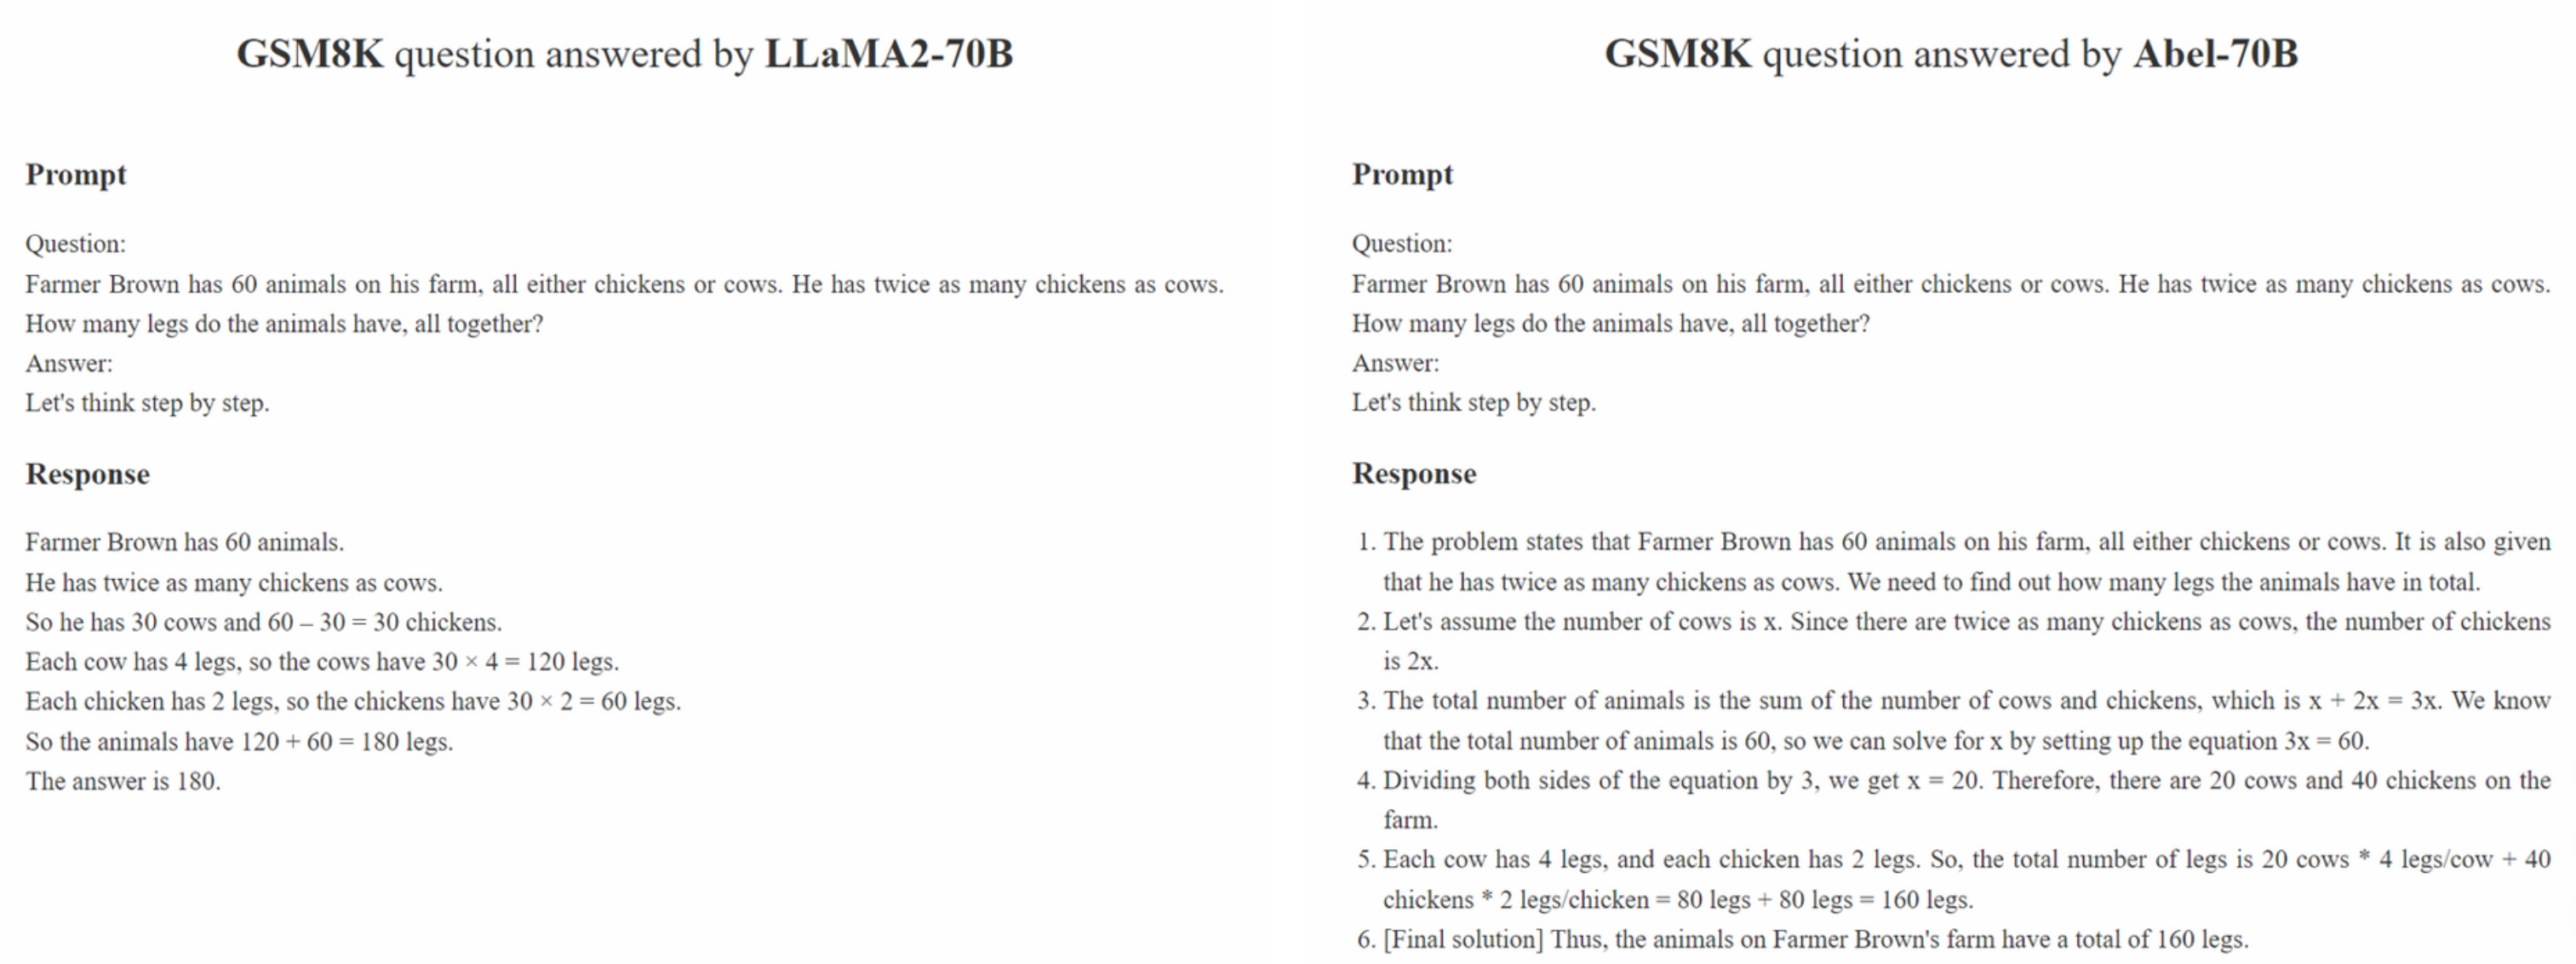 GSM8K question answered by LLaMA2-70B
Prompt
Question:
Farmer Brown has 60 animals on his farm, all either chickens or cows. He has twice as many chickens as cows.
How many legs do the animals have, all together?
Answer:
Let's think step by step.
Response
Farmer Brown has 60 animals.
He has twice as many chickens as cows.
So he has 30 cows and 60 – 30 = 30 chickens.
Each cow has 4 legs, so the cows have 30 × 4 = 120 legs.
Each chicken has 2 legs, so the chickens have 30 × 2 = 60 legs.
So the animals have 120 + 60 = 180 legs.
The answer is 180.
GSM8K question answered by Abel-70B
Prompt
Question:
Farmer Brown has 60 animals on his farm, all either chickens or cows. He has twice as many chickens as cows.
How many legs do the animals have, all together?
Answer:
Let's think step by step.
Response
1. The problem states that Farmer Brown has 60 animals on his farm, all either chickens or cows. It is also given
that he has twice as many chickens as cows. We need to find out how many legs the animals have in total.
2. Let's assume the number of cows is x. Since there are twice as many chickens as cows, the number of chickens
is 2x.
3. The total number of animals is the sum of the number of cows and chickens, which is x + 2x = 3x. We know
that the total number of animals is 60, so we can solve for x by setting up the equation 3x = 60.
4. Dividing both sides of the equation by 3, we get x = 20. Therefore, there are 20 cows and 40 chickens on the
farm.
5. Each cow has 4 legs, and each chicken has 2 legs. So, the total number of legs is 20 cows * 4 legs/cow + 40
chickens * 2 legs/chicken = 80 legs + 80 legs = 160 legs.
6. [Final solution] Thus, the animals on Farmer Brown's farm have a total of 160 legs.